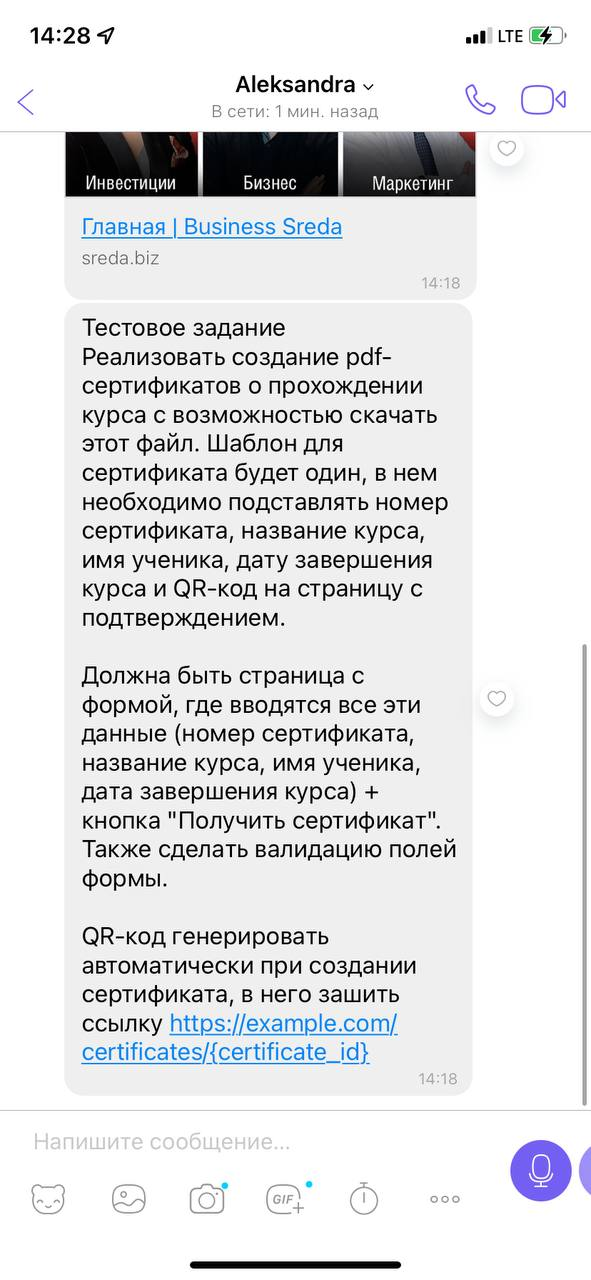 14:28
LTE
Aleksandra
В сети: 1 мин. назад
Инвестиции Бизнес Маркетинг
Главная | Business Sreda
sreda.biz
14:18
Тестовое задание
Реализовать создание pdf-
сертификатов о прохождении
курса с возможностью скачать
этот файл. Шаблон для
сертификата будет один, в нем
необходимо подставлять номер
сертификата, название курса,
имя ученика, дату завершения
курса и QR-код на страницу с
подтверждением.
Должна быть страница с
формой, где вводятся все эти
данные (номер сертификата,
название курса, имя ученика,
дата завершения курса) +
кнопка "Получить сертификат".
Также сделать валидацию полей
формы.
QR-код генерировать
автоматически при создании
сертификата, в него зашить
ссылку https://example.com/
certificates/{certificate_id}
14:18
Напишите сообщение...
GIF